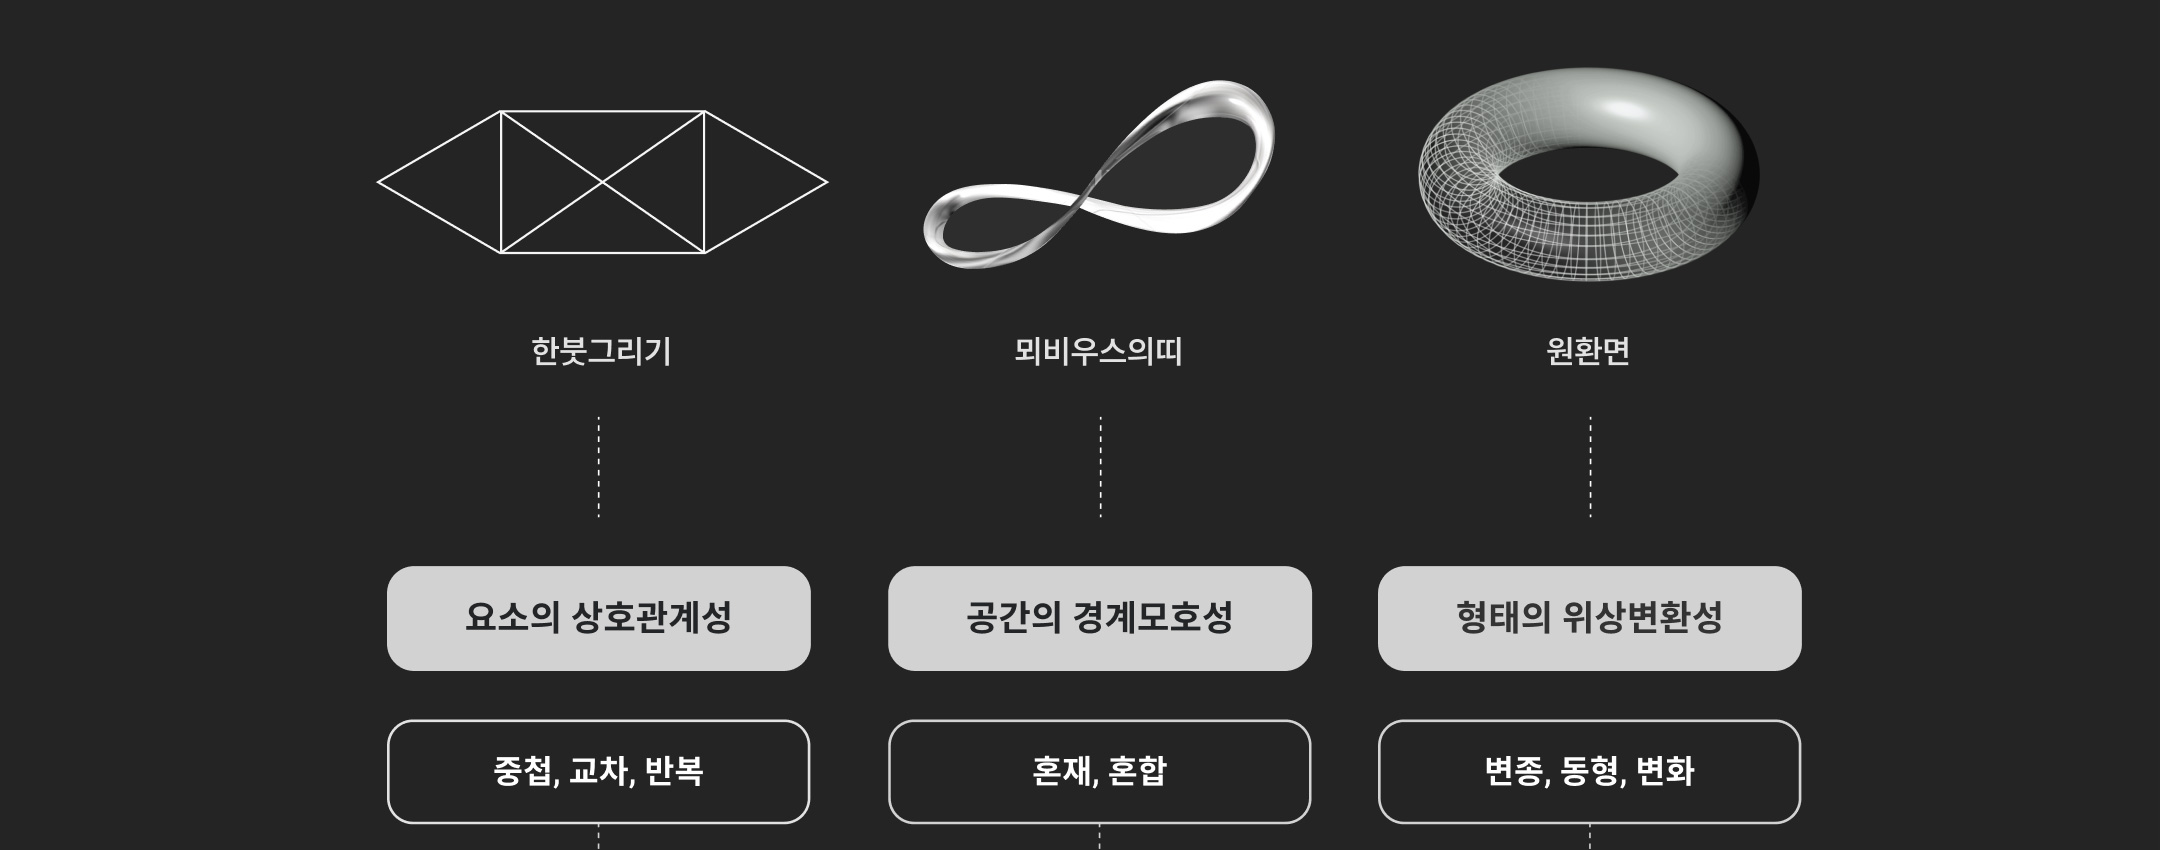 한붓그리기
뫼비우스의띠
원환면
요소의 상호관계성
공간의 경계모호성
형태의 위상변환성
중첩, 교차, 반복
혼재, 혼합
변종, 동형, 변화